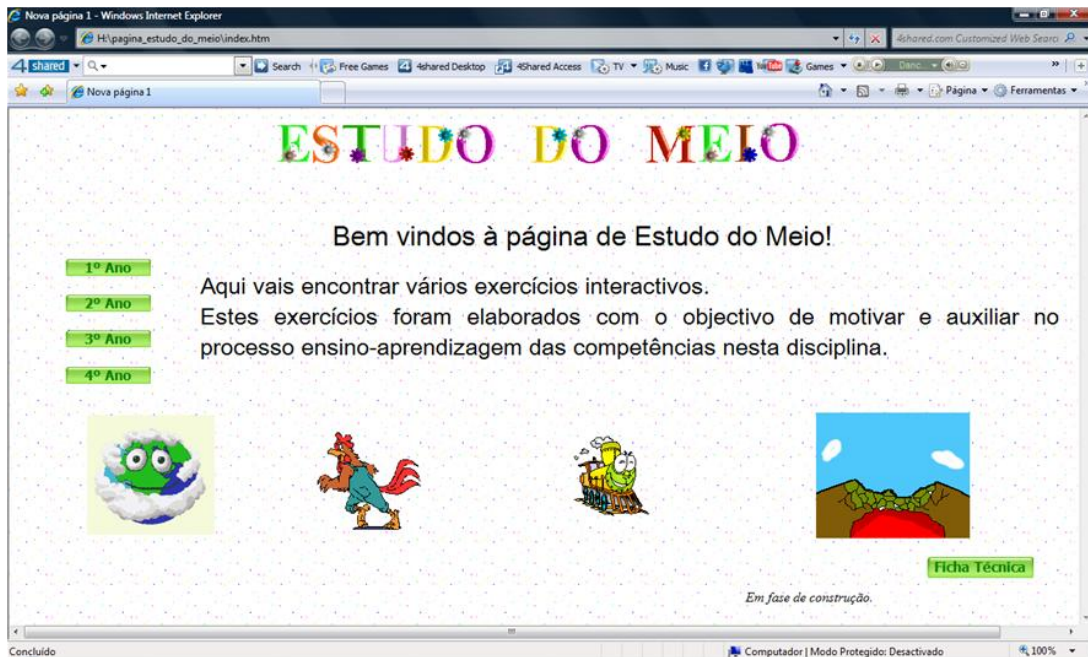 Nova página 1 - Windows Internet Explorer
H:\pagina_estudo_do_meio\index.htm
4shared.com Customized Web Searc
4 shared Search Free Games 4shared Desktop 4Shared Access TV Music Games Danc
Nova página 1 Página Ferramentas
ESTUDO DO MEIO
Bem vindos à página de Estudo do Meio!
1º Ano
2º Ano
3º Ano
4º Ano
Aqui vais encontrar vários exercícios interactivos.
Estes exercícios foram elaborados com o objectivo de motivar e auxiliar no
processo ensino-aprendizagem das competências nesta disciplina.
Ficha Técnica
Em fase de construção.
Concluído Computador | Modo Protegido: Desactivado 100%